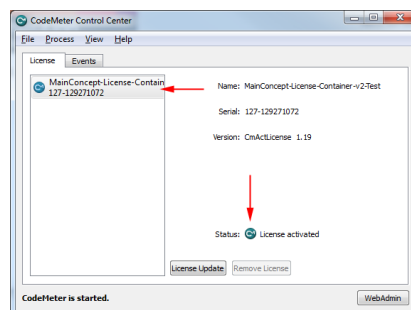 CodeMeter Control Center
File Process View Help
License Events
MainConcept-License-Contain
127-129271072
Name: MainConcept-License-Container-v2-Test
Serial: 127-129271072
Version: CmActLicense 1.19
Status: License activated
License Update Remove License
CodeMeter is started.
WebAdmin